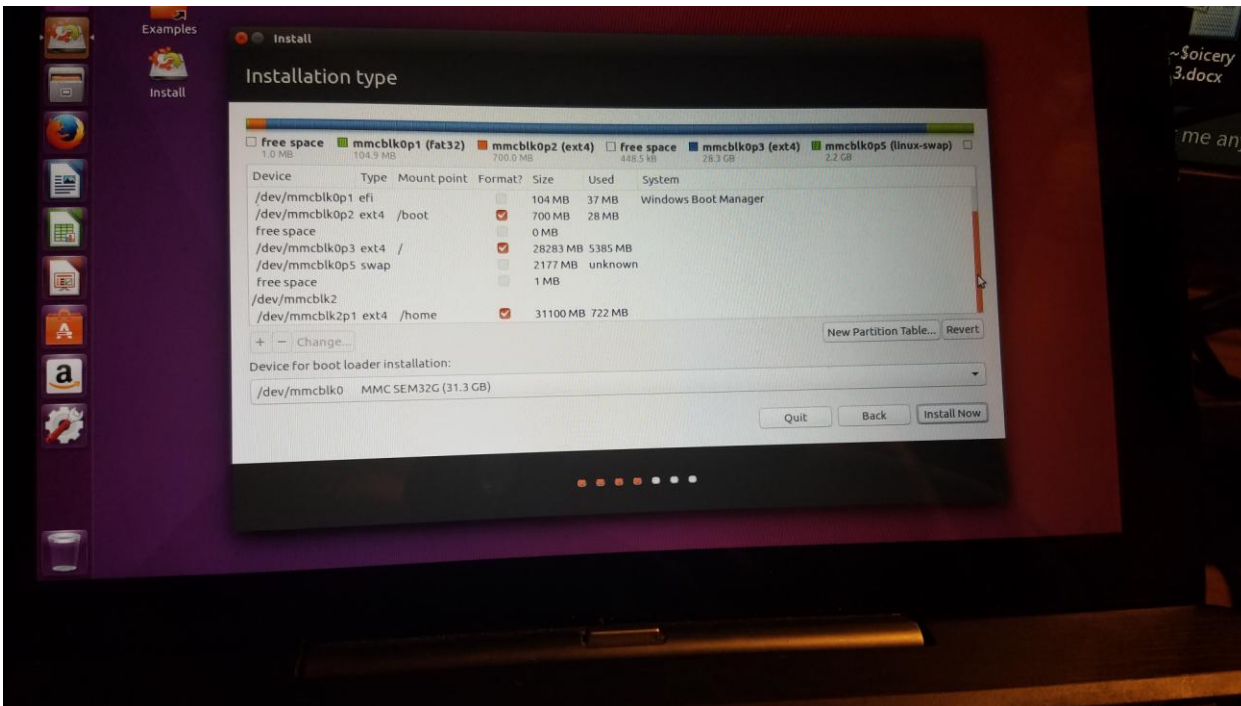 Examples
Install
~$oicery
3.docx
me an
Install
Installation type
free space mmcblk0p1 (fat32) mmcblk0p2 (ext4) free space mmcblk0p3 (ext4) mmcblk0p5 (linux-swap)
1.0 MB 104.9 MB 700.0 MB 448.5 kB 28.3 GB 2.2 GB
Device Type Mount point Format? Size Used System
/dev/mmcblk0p1 efi 104 MB 37 MB Windows Boot Manager
/dev/mmcblk0p2 ext4 /boot 700 MB 28 MB
free space 0 MB
/dev/mmcblk0p3 ext4 / 28283 MB 5385 MB
/dev/mmcblk0p5 swap 2177 MB unknown
free space 1 MB
/dev/mmcblk2
/dev/mmcblk2p1 ext4 /home 31100 MB 722 MB
+ - Change... New Partition Table... Revert
Device for boot loader installation:
/dev/mmcblk0 MMC SEM32G (31.3 GB)
Quit Back Install Now
a